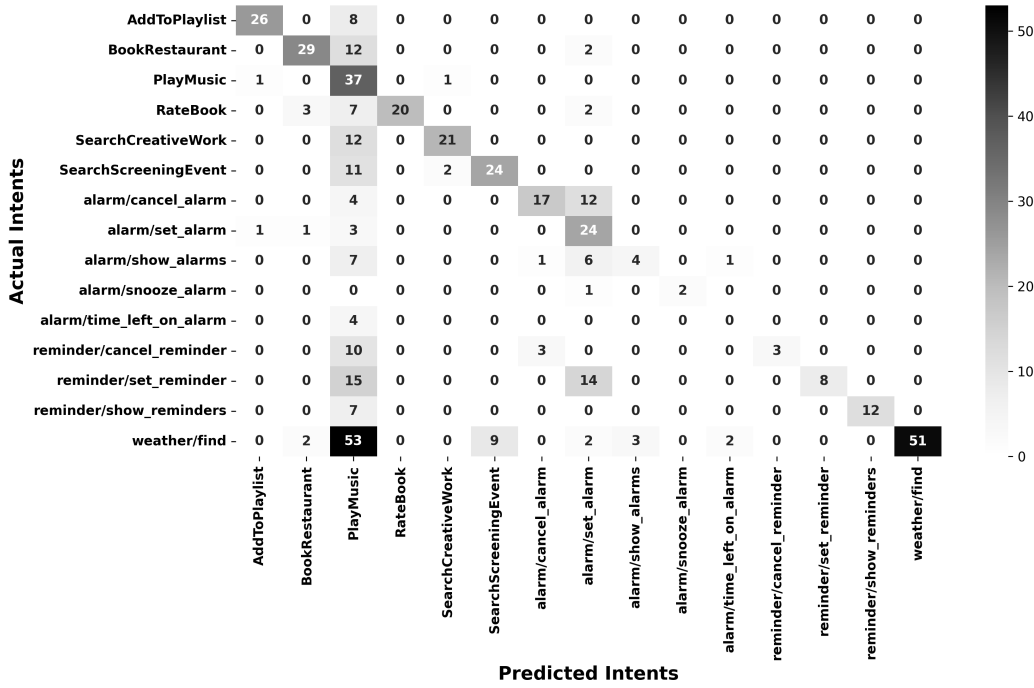 AddToPlaylist 26 0 8 0 0 0 0 0 0 0 0 0 0 0 0
BookRestaurant 0 29 12 0 0 0 0 2 0 0 0 0 0 0 0
PlayMusic 1 0 37 0 1 0 0 0 0 0 0 0 0 0 0
RateBook 0 3 7 20 0 0 0 2 0 0 0 0 0 0 0
SearchCreativeWork 0 0 12 0 21 0 0 0 0 0 0 0 0 0 0
SearchScreeningEvent 0 0 11 0 2 24 0 0 0 0 0 0 0 0 0
alarm/cancel_alarm 0 0 4 0 0 0 17 12 0 0 0 0 0 0 0
alarm/set_alarm 1 1 3 0 0 0 0 24 0 0 0 0 0 0 0
alarm/show_alarms 0 0 7 0 0 0 1 6 4 0 1 0 0 0 0
alarm/snooze_alarm 0 0 0 0 0 0 0 1 0 2 0 0 0 0 0
alarm/time_left_on_alarm 0 0 4 0 0 0 0 0 0 0 0 0 0 0 0
reminder/cancel_reminder 0 0 10 0 0 0 3 0 0 0 0 3 0 0 0
reminder/set_reminder 0 0 15 0 0 0 0 14 0 0 0 0 8 0 0
reminder/show_reminders 0 0 7 0 0 0 0 0 0 0 0 0 0 12 0
weather/find 0 2 53 0 0 9 0 2 3 0 2 0 0 0 51
Actual Intents
AddToPlaylist
BookRestaurant
PlayMusic
RateBook
SearchCreativeWork
SearchScreeningEvent
alarm/cancel_alarm
alarm/set_alarm
alarm/show_alarms
alarm/snooze_alarm
alarm/time_left_on_alarm
reminder/cancel_reminder
reminder/set_reminder
reminder/show_reminders
weather/find
Predicted Intents
50
40
30
20
10
0